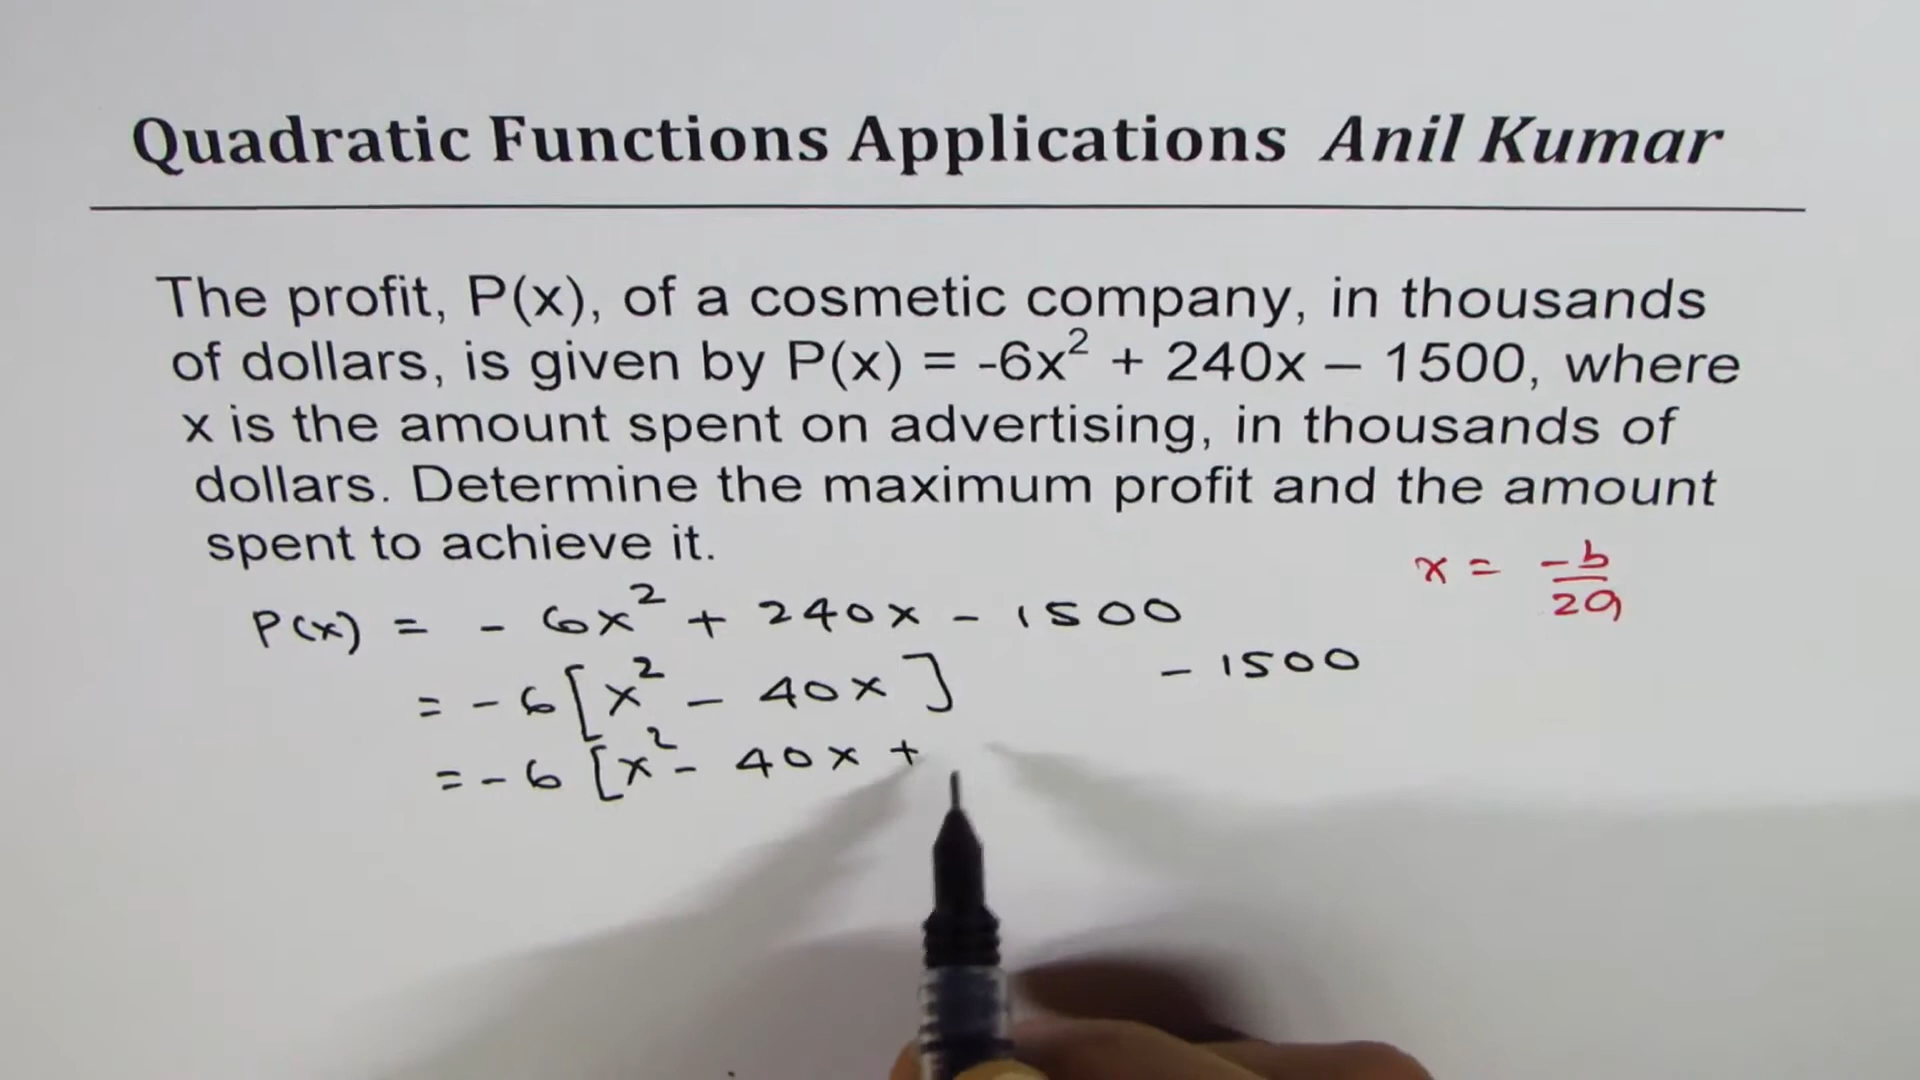 Quadratic Functions Applications Anil Kumar
The profit, P(x), of a cosmetic company, in thousands
of dollars, is given by P(x) = -6x² + 240x – 1500, where
x is the amount spent on advertising, in thousands of
dollars. Determine the maximum profit and the amount
spent to achieve it.
x = -b/2a
P(x) = - 6x² + 240x - 1500
= - 6[x² - 40x] - 1500
= - 6[x² - 40x +